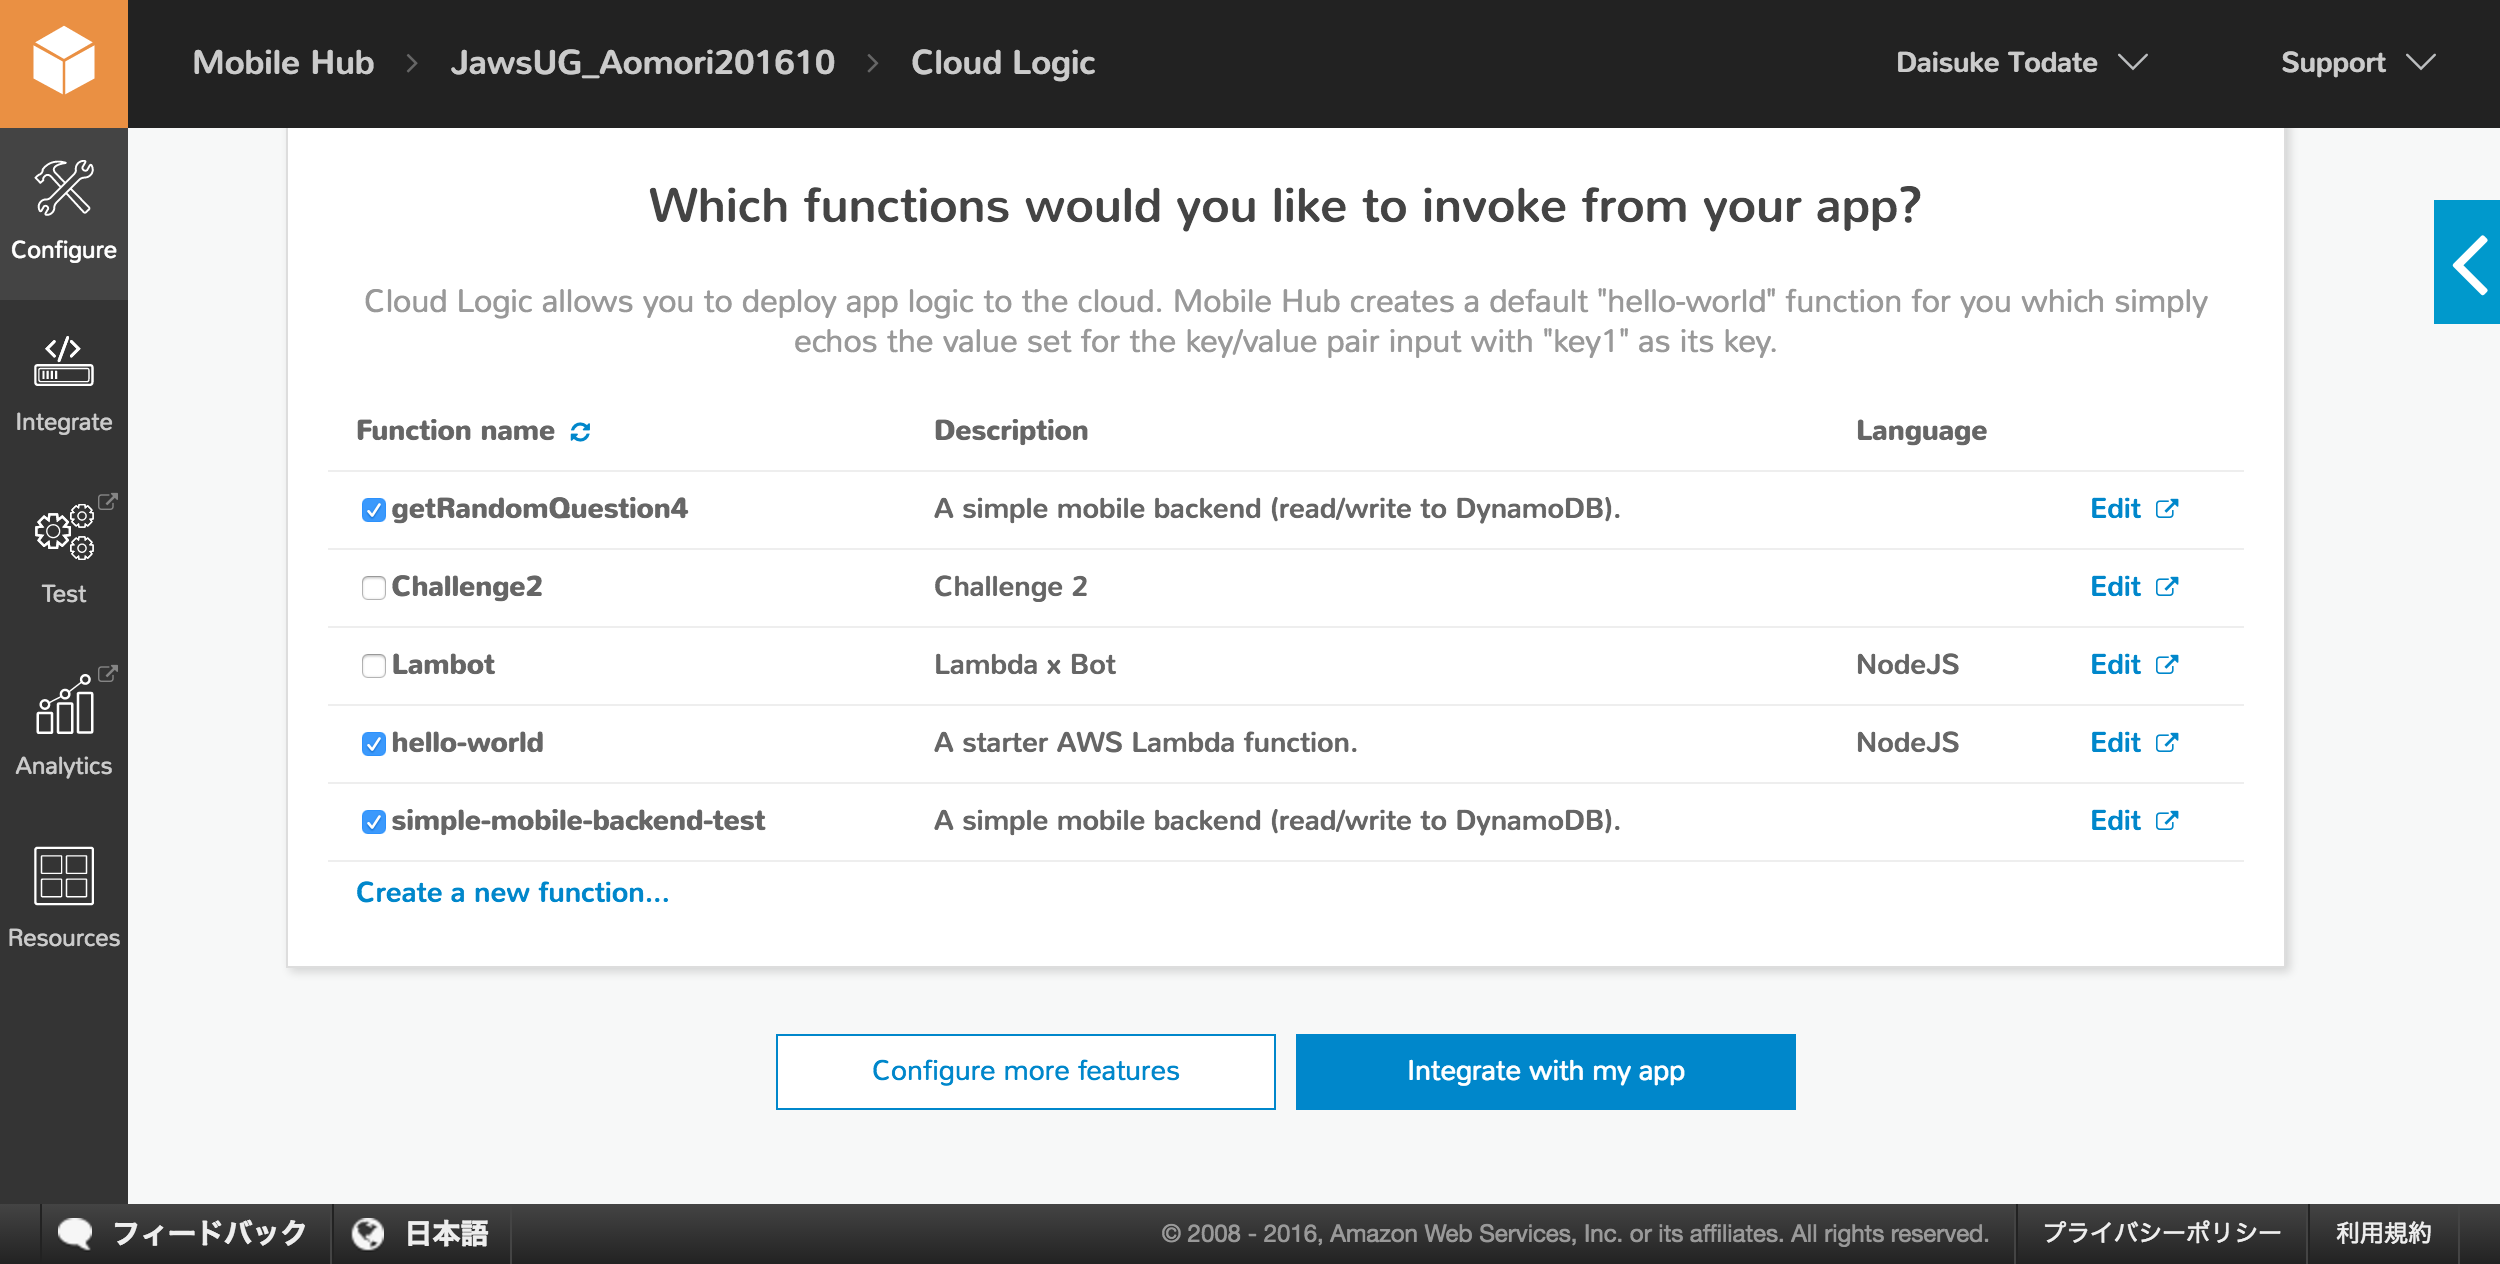 Mobile Hub > JawsUG_Aomori201610 > Cloud Logic
Daisuke Todate
Support
Configure
Integrate
Test
Analytics
Resources
Which functions would you like to invoke from your app?
Cloud Logic allows you to deploy app logic to the cloud. Mobile Hub creates a default "hello-world" function for you which simply
echos the value set for the key/value pair input with "key1" as its key.
Function name Description Language
getRandomQuestion4 A simple mobile backend (read/write to DynamoDB). Edit
Challenge2 Challenge 2 Edit
Lambot Lambda x Bot NodeJS Edit
hello-world A starter AWS Lambda function. NodeJS Edit
simple-mobile-backend-test A simple mobile backend (read/write to DynamoDB). Edit
Create a new function...
Configure more features
Integrate with my app
フィードバック
日本語
© 2008 - 2016, Amazon Web Services, Inc. or its affiliates. All rights reserved.
プライバシーポリシー
利用規約